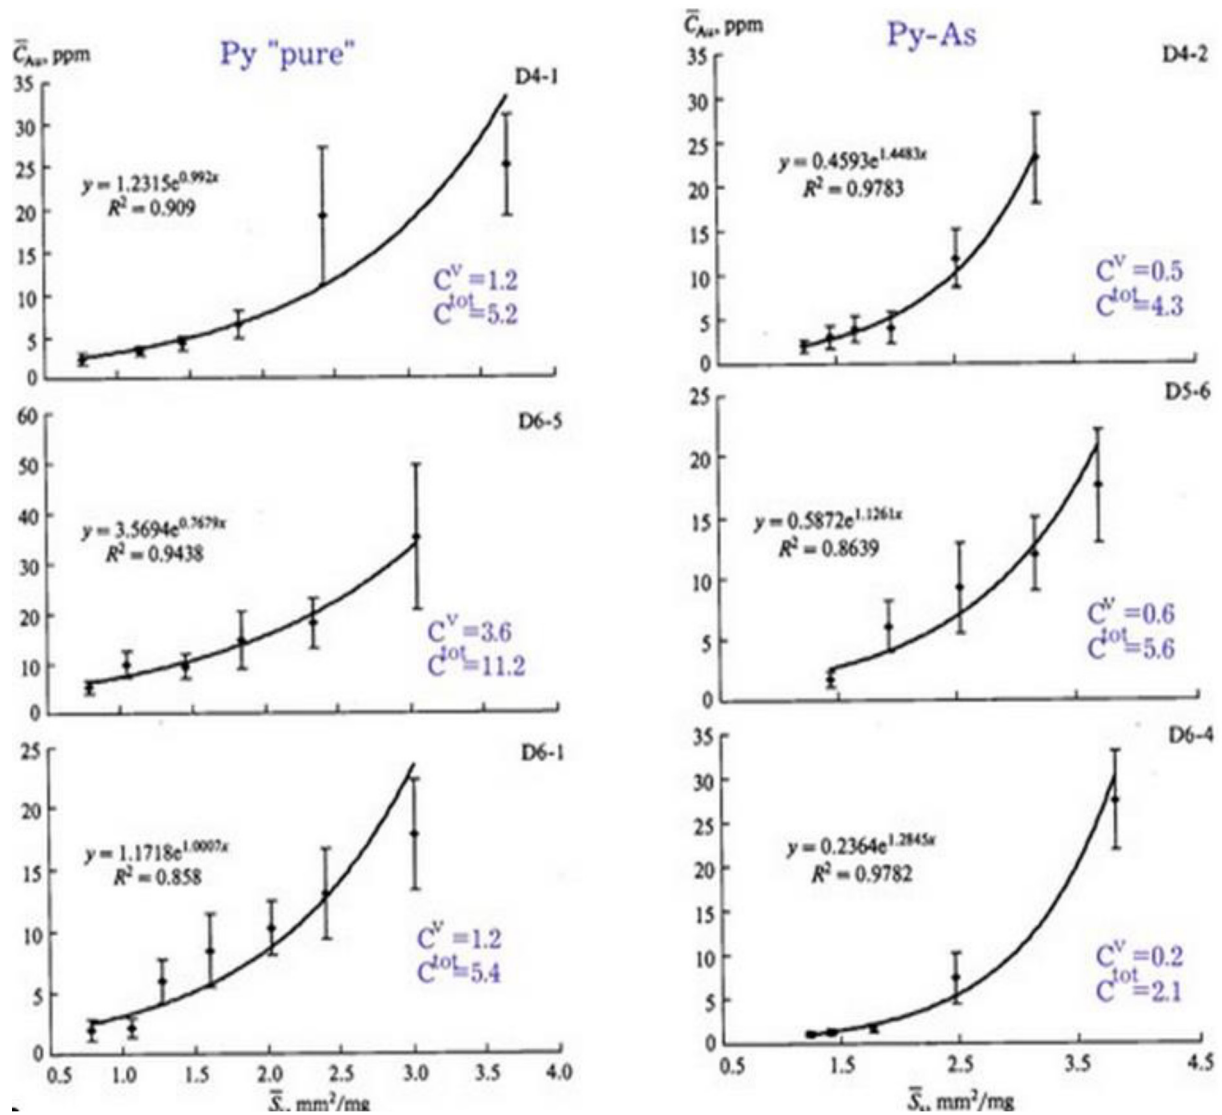 Py "pure"
C̅Au, ppm
D4-1
35
30
25
20
15
10
5
0
y = 1.2315e^0.992x
R² = 0.909
C^v =1.2
C^tot=5.2
D6-5
60
50
40
30
20
10
0
y = 3.5694e^0.7679x
R² = 0.9438
C^v =3.6
C^tot=11.2
D6-1
25
20
15
10
5
0
y = 1.1718e^1.0007x
R² = 0.858
C^v =1.2
C^tot=5.4
0.5 1.0 1.5 2.0 2.5 3.0 3.5 4.0
mm²/mg
Py-As
C̅Au, ppm
D4-2
35
30
25
20
15
10
5
0
y = 0.4593e^1.4483x
R² = 0.9783
C^v =0.5
C^tot=4.3
D5-6
25
20
15
10
5
0
y = 0.5872e^1.1261x
R² = 0.8639
C^v =0.6
C^tot=5.6
D6-4
35
30
25
20
15
10
5
0
y = 0.2364e^1.2845x
R² = 0.9782
C^v =0.2
C^tot=2.1
0.5 1.5 2.5 3.5 4.5
mm²/mg